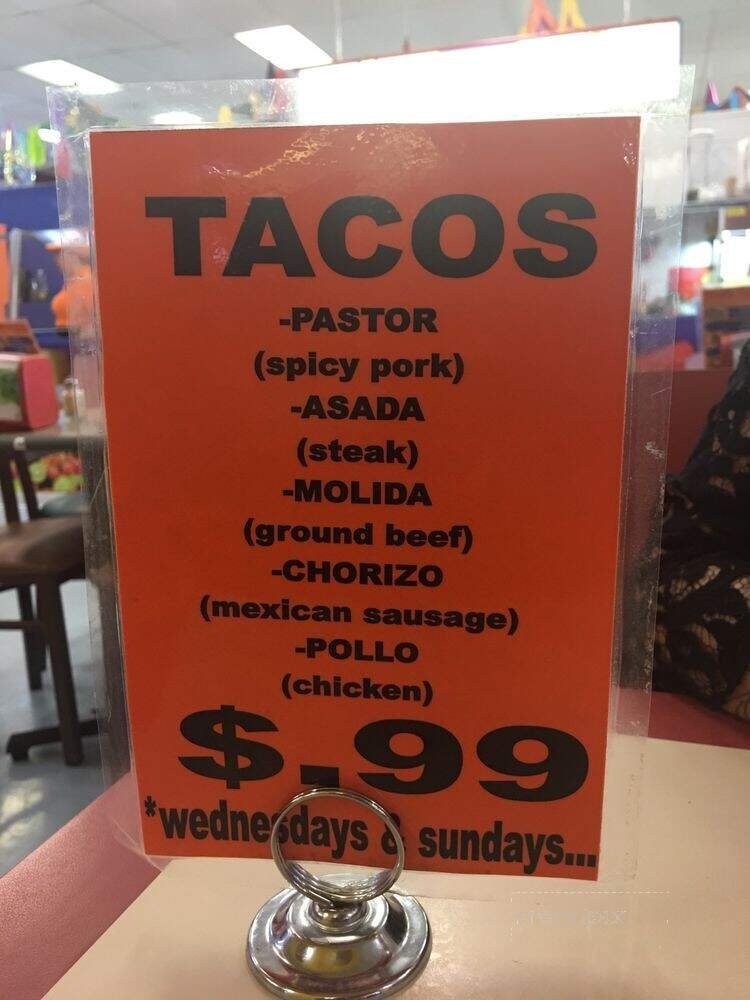 TACOS
-PASTOR
(spicy pork)
-ASADA
(steak)
-MOLIDA
(ground beef)
-CHORIZO
(mexican sausage)
-POLLO
(chicken)
$.99
*wednesdays & sundays...